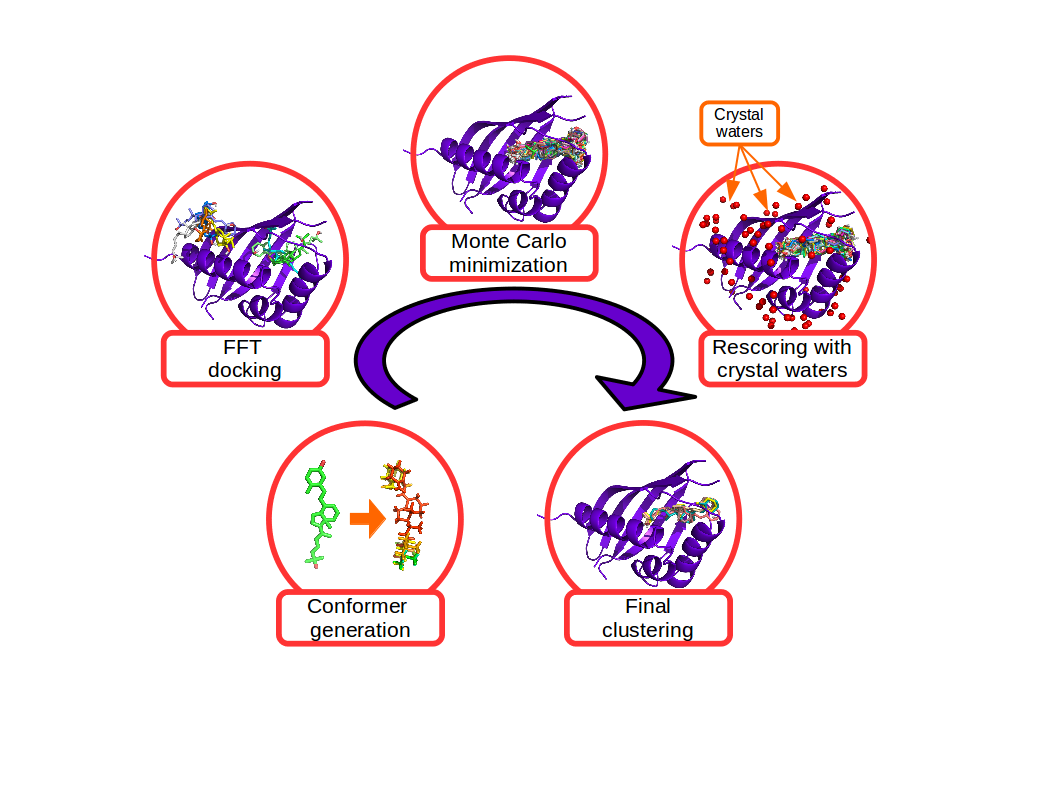 Crystal
waters
Monte Carlo
minimization
FFT
docking
Rescoring with
crystal waters
Conformer
generation
Final
clustering